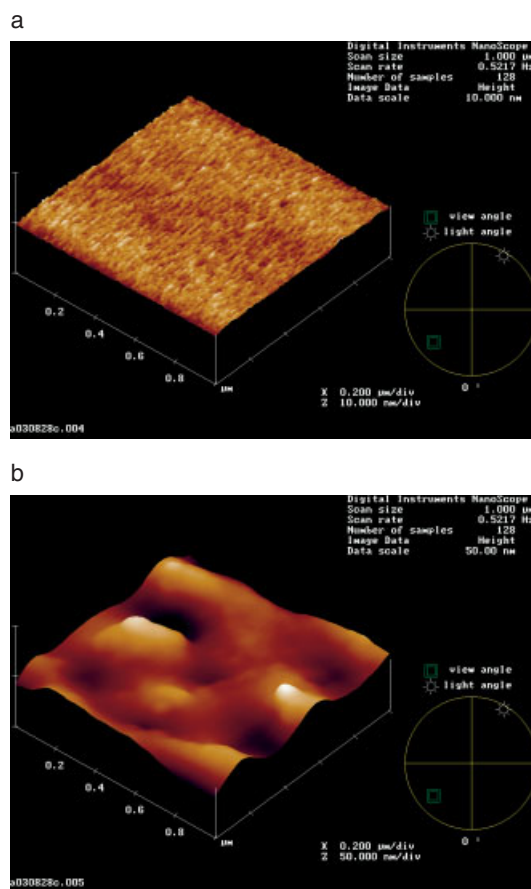 a
Digital Instruments NanoScope
Scan size 1.000 µm
Scan rate 0.5217 Hz
Number of samples 128
Image Data Height
Data scale 10.000 nm
view angle
light angle
0.2
0.4
0.6
0.8
µm
X 0.200 µm/div
Z 10.000 nm/div
0 °
a030828c.004
b
Digital Instruments NanoScope
Scan size 1.000 µm
Scan rate 0.5217 Hz
Number of samples 128
Image Data Height
Data scale 50.00 nm
view angle
light angle
0.2
0.4
0.6
0.8
µm
X 0.200 µm/div
Z 50.000 nm/div
0 °
a030828c.005